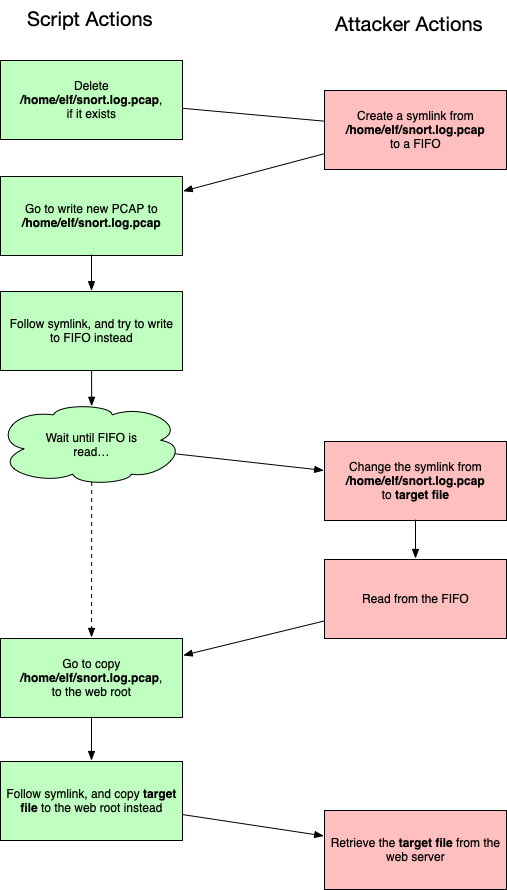 Script Actions
Attacker Actions
Delete
/home/elf/snort.log.pcap,
if it exists
Create a symlink from
/home/elf/snort.log.pcap
to a FIFO
Go to write new PCAP to
/home/elf/snort.log.pcap
Follow symlink, and try to write
to FIFO instead
Wait until FIFO is
read...
Change the symlink from
/home/elf/snort.log.pcap
to target file
Read from the FIFO
Go to copy
/home/elf/snort.log.pcap,
to the web root
Follow symlink, and copy target
file to the web root instead
Retrieve the target file from the
web server